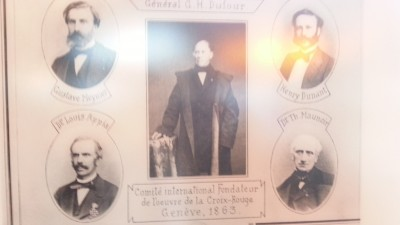 Général G. H. Dufour
Gustave Moynier
Henry Dunant
Dr Louis Appia
Dr Th. Maunoir
Comité international Fondateur
de l'oeuvre de la Croix-Rouge
Genève, 1863.